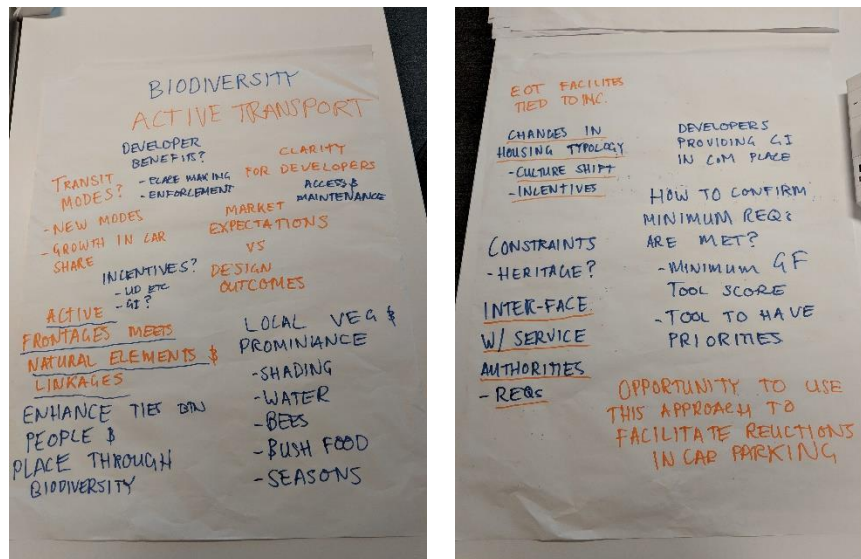 BIODIVERSITY
ACTIVE TRANSPORT
DEVELOPER
BENEFITS?
- PLACE MAKING
- ENFORCEMENT
CLARITY
FOR DEVELOPERS
ACCESS &
MAINTENANCE
TRANSIT
MODES?
- NEW MODES
- GROWTH IN CAR
SHARE
MARKET
EXPECTATIONS
VS
DESIGN
OUTCOMES
INCENTIVES?
- UD ETC
- GI?
ACTIVE
FRONTAGES MEETS
NATURAL ELEMENTS &
LINKAGES
LOCAL VEG &
PROMINANCE
- SHADING
- WATER
- BEES
- BUSH FOOD
- SEASONS
ENHANCE TIES BTN
PEOPLE &
PLACE THROUGH
BIODIVERSITY
EOT FACILITES
TIED TO INC.
CHANGES IN
HOUSING TYPOLOGY
- CULTURE SHIFT
- INCENTIVES
CONSTRAINTS
- HERITAGE?
INTER-FACE
W/ SERVICE
AUTHORITIES
- REQs
DEVELOPERS
PROVIDING GI
IN COM PLACE
HOW TO CONFIRM
MINIMUM REQs
ARE MET?
- MINIMUM GF
TOOL SCORE
- TOOL TO HAVE
PRIORITIES
OPPORTUNITY TO USE
THIS APPROACH TO
FACILITATE REUCTIONS
IN CAR PARKING